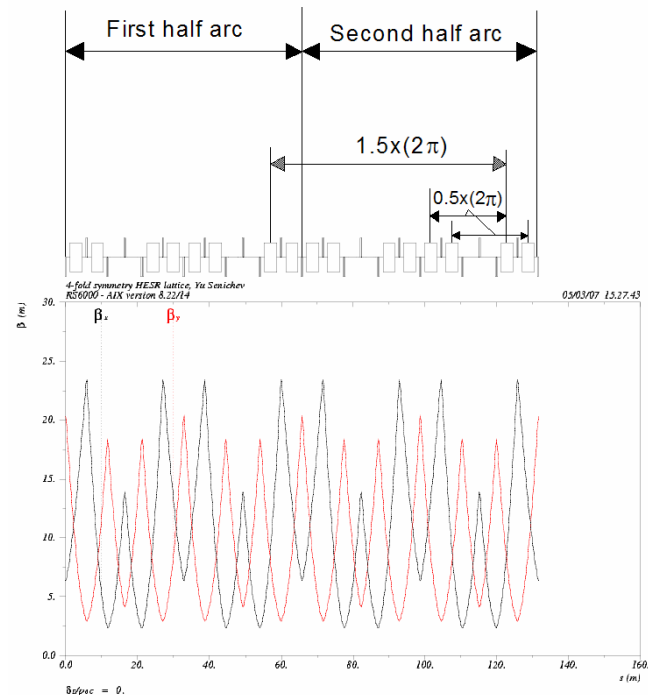 First half arc Second half arc
1.5x(2π)
0.5x(2π)
4-fold symmetry HESR lattice, Yu Senichev
RS6000 - AIX version 8.22/14 05/03/07 15.27.43
β (m)
30.
25.
20.
15.
10.
5.
0.0
βx βy
0.0 20. 40. 60. 80. 100. 120. 140. 160.
s (m)
δE/p0c = 0.